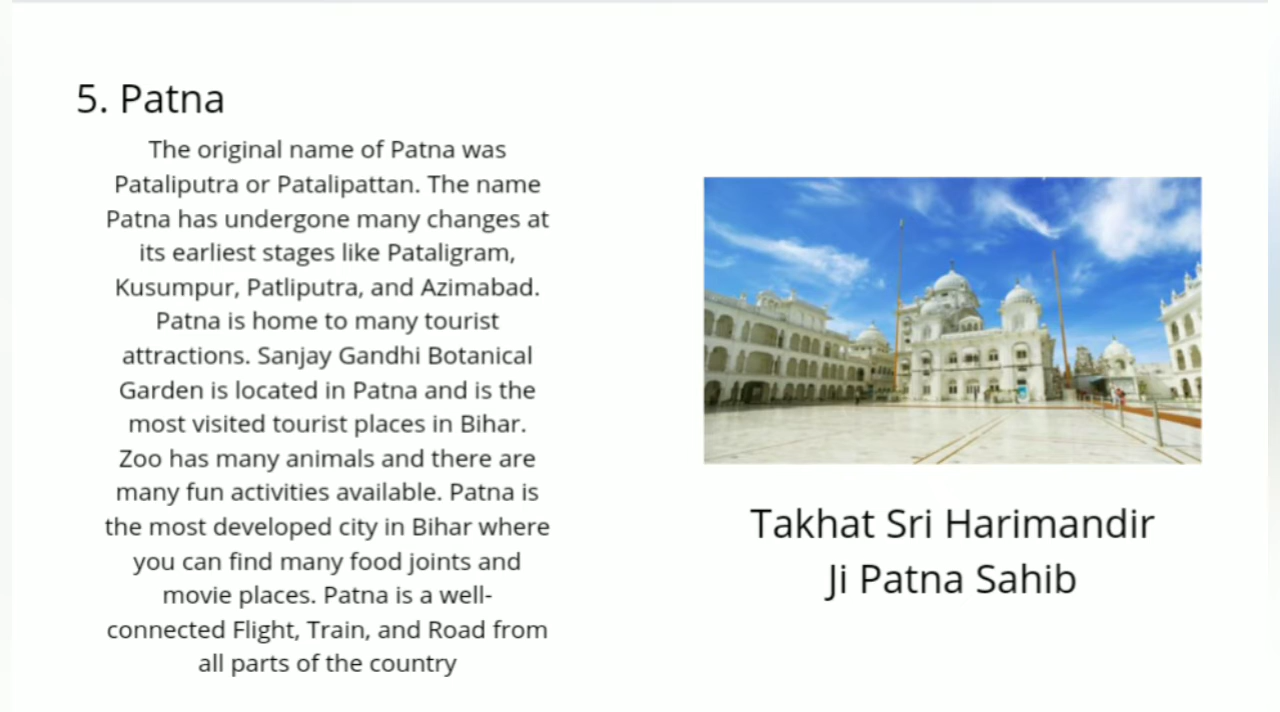 5. Patna
The original name of Patna was
Pataliputra or Patalipattan. The name
Patna has undergone many changes at
its earliest stages like Pataligram,
Kusumpur, Patliputra, and Azimabad.
Patna is home to many tourist
attractions. Sanjay Gandhi Botanical
Garden is located in Patna and is the
most visited tourist places in Bihar.
Zoo has many animals and there are
many fun activities available. Patna is
the most developed city in Bihar where
you can find many food joints and
movie places. Patna is a well-
connected Flight, Train, and Road from
all parts of the country
Takhat Sri Harimandir
Ji Patna Sahib